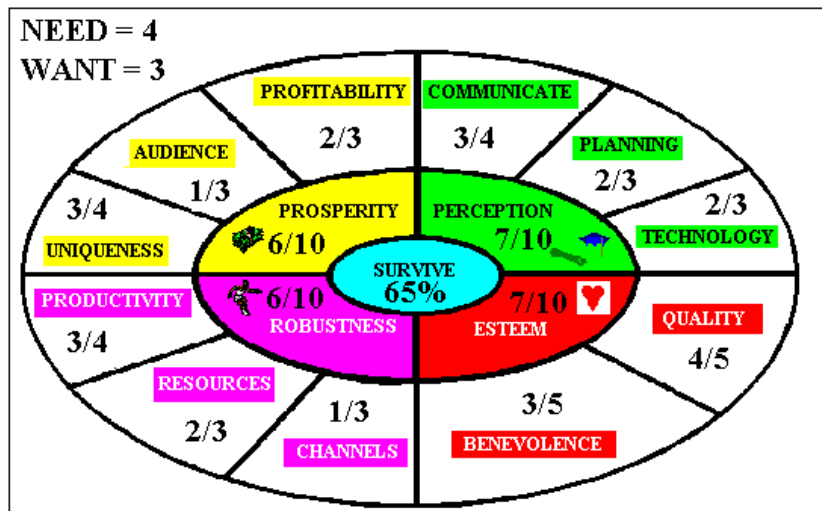 NEED = 4
WANT = 3
PROFITABILITY
2/3
COMMUNICATE
3/4
AUDIENCE
1/3
PLANNING
2/3
3/4
UNIQUENESS
2/3
TECHNOLOGY
PROSPERITY
6/10
PERCEPTION
7/10
SURVIVE
65%
6/10
ROBUSTNESS
7/10
ESTEEM
PRODUCTIVITY
3/4
QUALITY
4/5
RESOURCES
2/3
1/3
CHANNELS
3/5
BENEVOLENCE